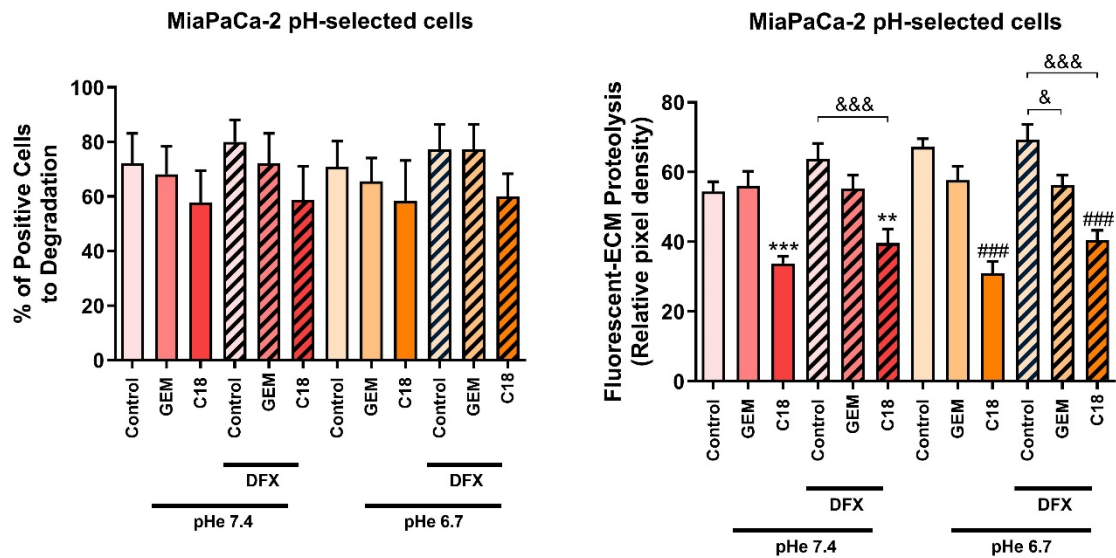 MiaPaCa-2 pH-selected cells
% of Positive Cells
to Degradation
100
80
60
40
20
0
Control
GEM
C18
Control
GEM
C18
Control
GEM
C18
Control
GEM
C18
DFX
DFX
pHe 7.4
pHe 6.7
MiaPaCa-2 pH-selected cells
Fluorescent-ECM Proteolysis
(Relative pixel density)
80
60
40
20
0
***
&&&
**
###
&&&
&
###
Control
GEM
C18
Control
GEM
C18
Control
GEM
C18
Control
GEM
C18
DFX
DFX
pHe 7.4
pHe 6.7